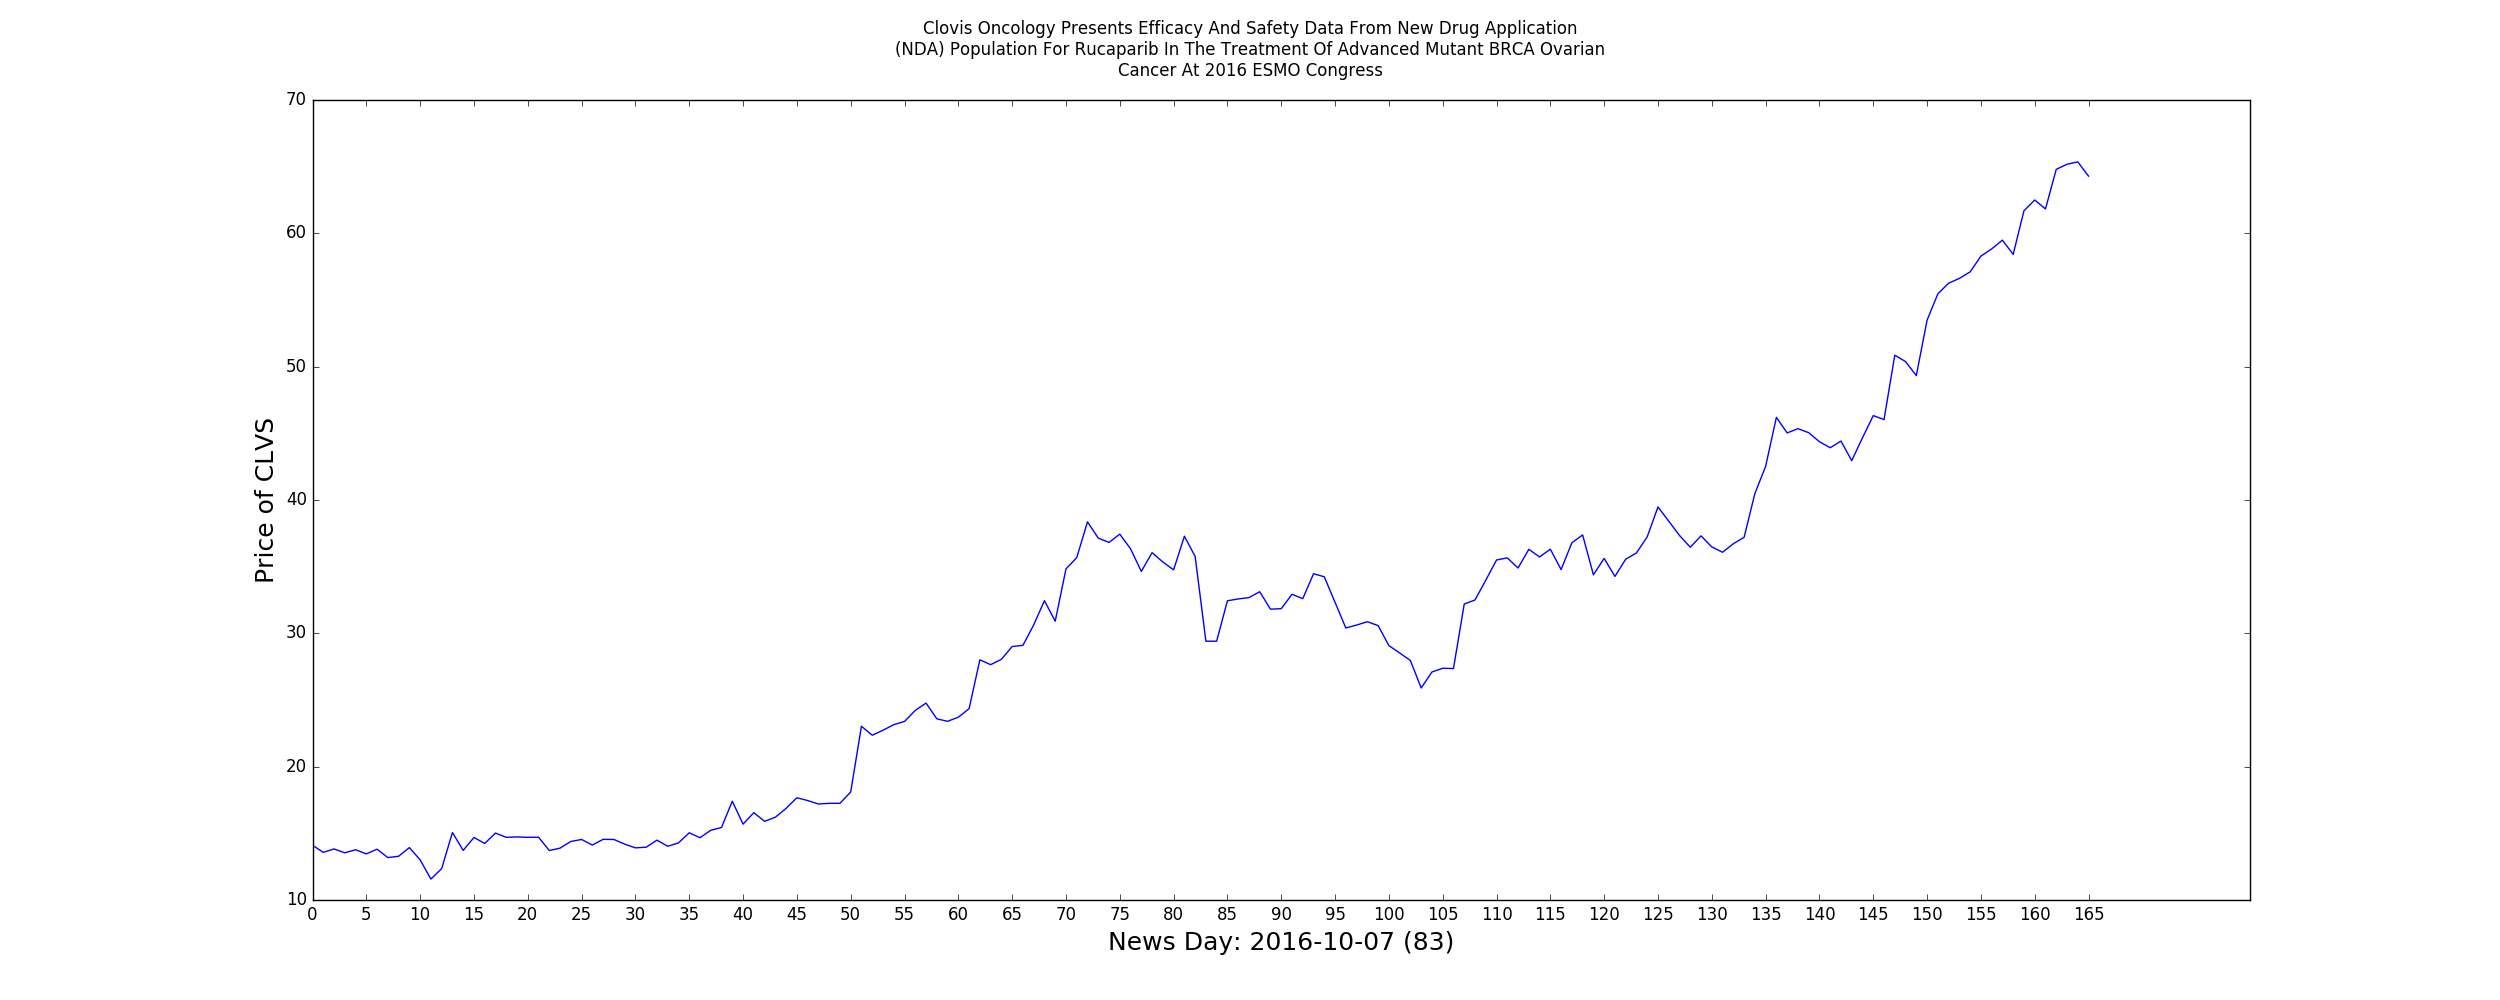 Clovis Oncology Presents Efficacy And Safety Data From New Drug Application
(NDA) Population For Rucaparib In The Treatment Of Advanced Mutant BRCA Ovarian
Cancer At 2016 ESMO Congress
70
60
50
40
30
20
10
Price of CLVS
0 5 10 15 20 25 30 35 40 45 50 55 60 65 70 75 80 85 90 95 100 105 110 115 120 125 130 135 140 145 150 155 160 165
News Day: 2016-10-07 (83)